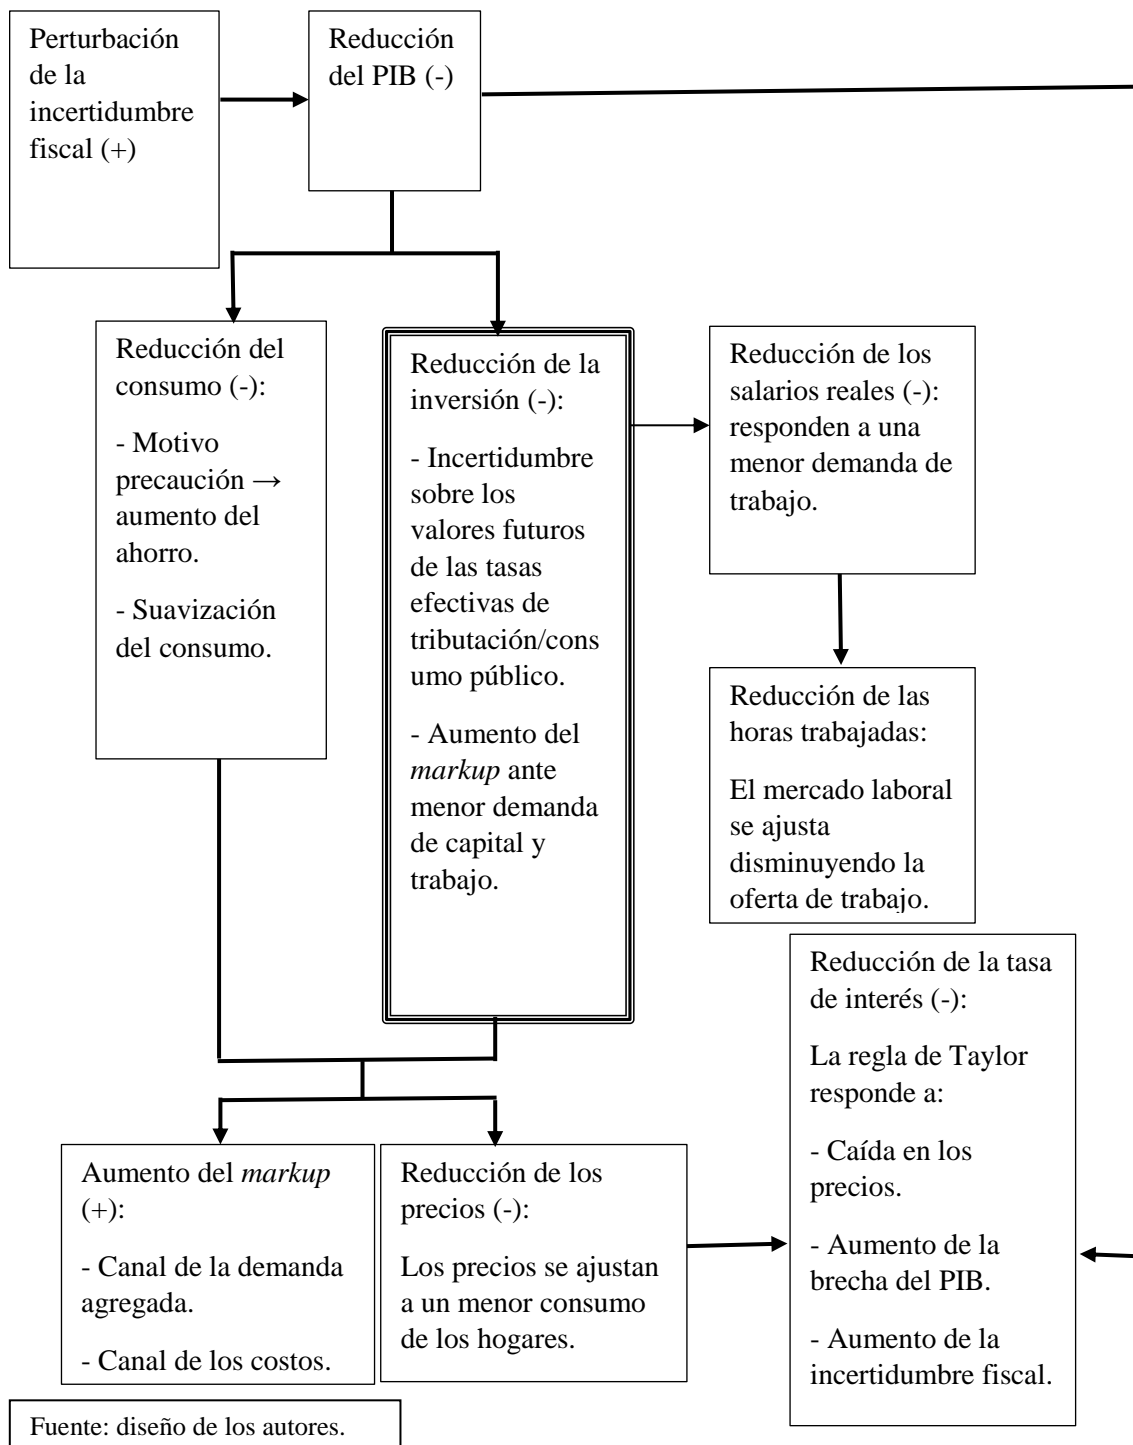 Perturbación
de la
incertidumbre
fiscal (+)
Reducción
del PIB (-)
Reducción del
consumo (-):
- Motivo
precaución →
aumento del
ahorro.
- Suavización
del consumo.
Reducción de la
inversión (-):
- Incertidumbre
sobre los
valores futuros
de las tasas
efectivas de
tributación/cons
umo público.
- Aumento del
markup ante
menor demanda
de capital y
trabajo.
Reducción de los
salarios reales (-):
responden a una
menor demanda de
trabajo.
Reducción de las
horas trabajadas:
El mercado laboral
se ajusta
disminuyendo la
oferta de trabajo.
Aumento del markup
(+):
- Canal de la demanda
agregada.
- Canal de los costos.
Reducción de los
precios (-):
Los precios se ajustan
a un menor consumo
de los hogares.
Reducción de la tasa
de interés (-):
La regla de Taylor
responde a:
- Caída en los
precios.
- Aumento de la
brecha del PIB.
- Aumento de la
incertidumbre fiscal.
Fuente: diseño de los autores.